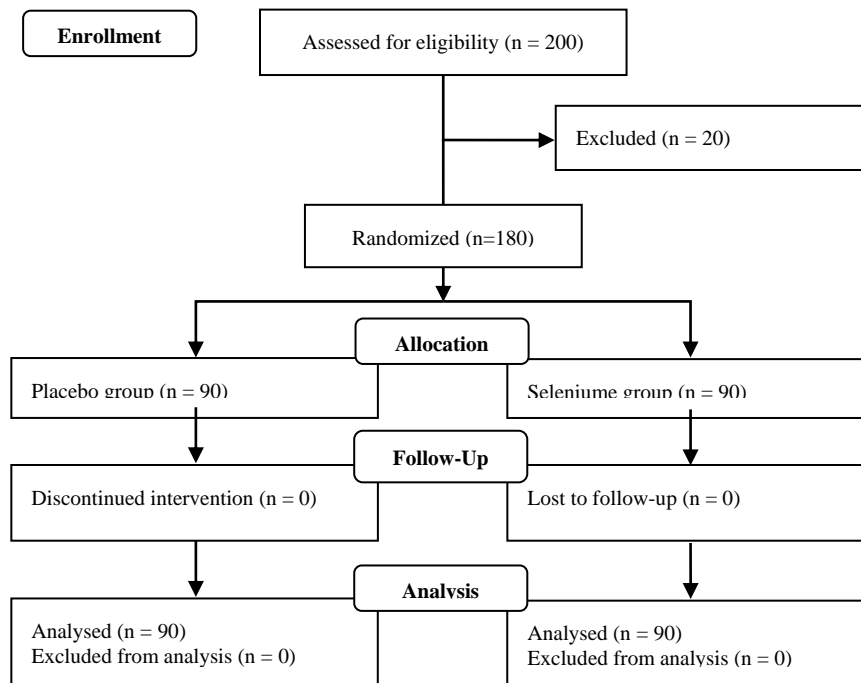 Enrollment
Assessed for eligibility (n = 200)
Excluded (n = 20)
Randomized (n=180)
Allocation
Placebo group (n = 90)
Seleniume group (n = 90)
Follow-Up
Discontinued intervention (n = 0)
Lost to follow-up (n = 0)
Analysis
Analysed (n = 90)
Excluded from analysis (n = 0)
Analysed (n = 90)
Excluded from analysis (n = 0)